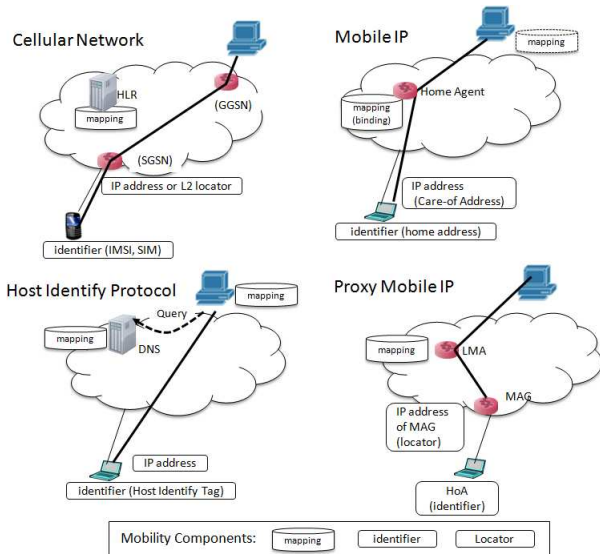 Cellular Network
HLR
mapping
(GGSN)
(SGSN)
IP address or L2 locator
identifier (IMSI, SIM)
Mobile IP
mapping
Home Agent
mapping
(binding)
IP address
(Care-of Address)
identifier (home address)
Host Identify Protocol
Query
mapping
mapping
DNS
IP address
identifier (Host Identify Tag)
Proxy Mobile IP
mapping
LMA
MAG
IP address
of MAG
(locator)
HoA
(identifier)
Mobility Components:
mapping
identifier
Locator